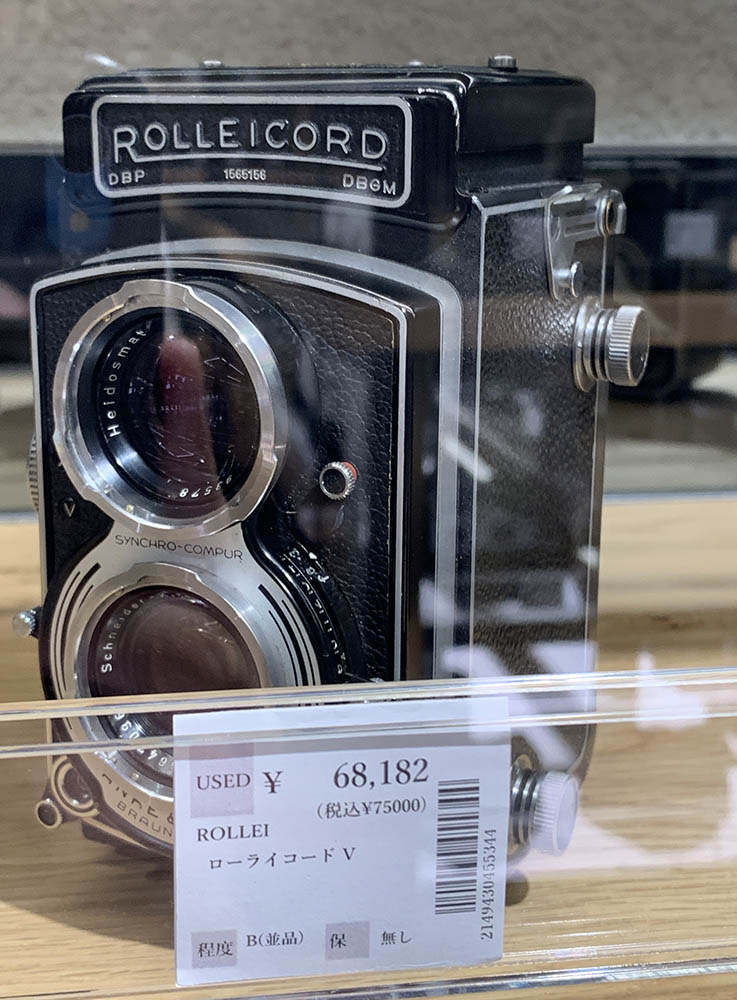 ROLLEICORD
DBP 1565156 DBGM
Heidosmat
V
SYNCHRO-COMPUR
Schneider
BRAUN
USED ¥ 68,182
(税込¥75000)
ROLLEI
ローライコード V
程度 B(並品) 保 無し
2149430455344